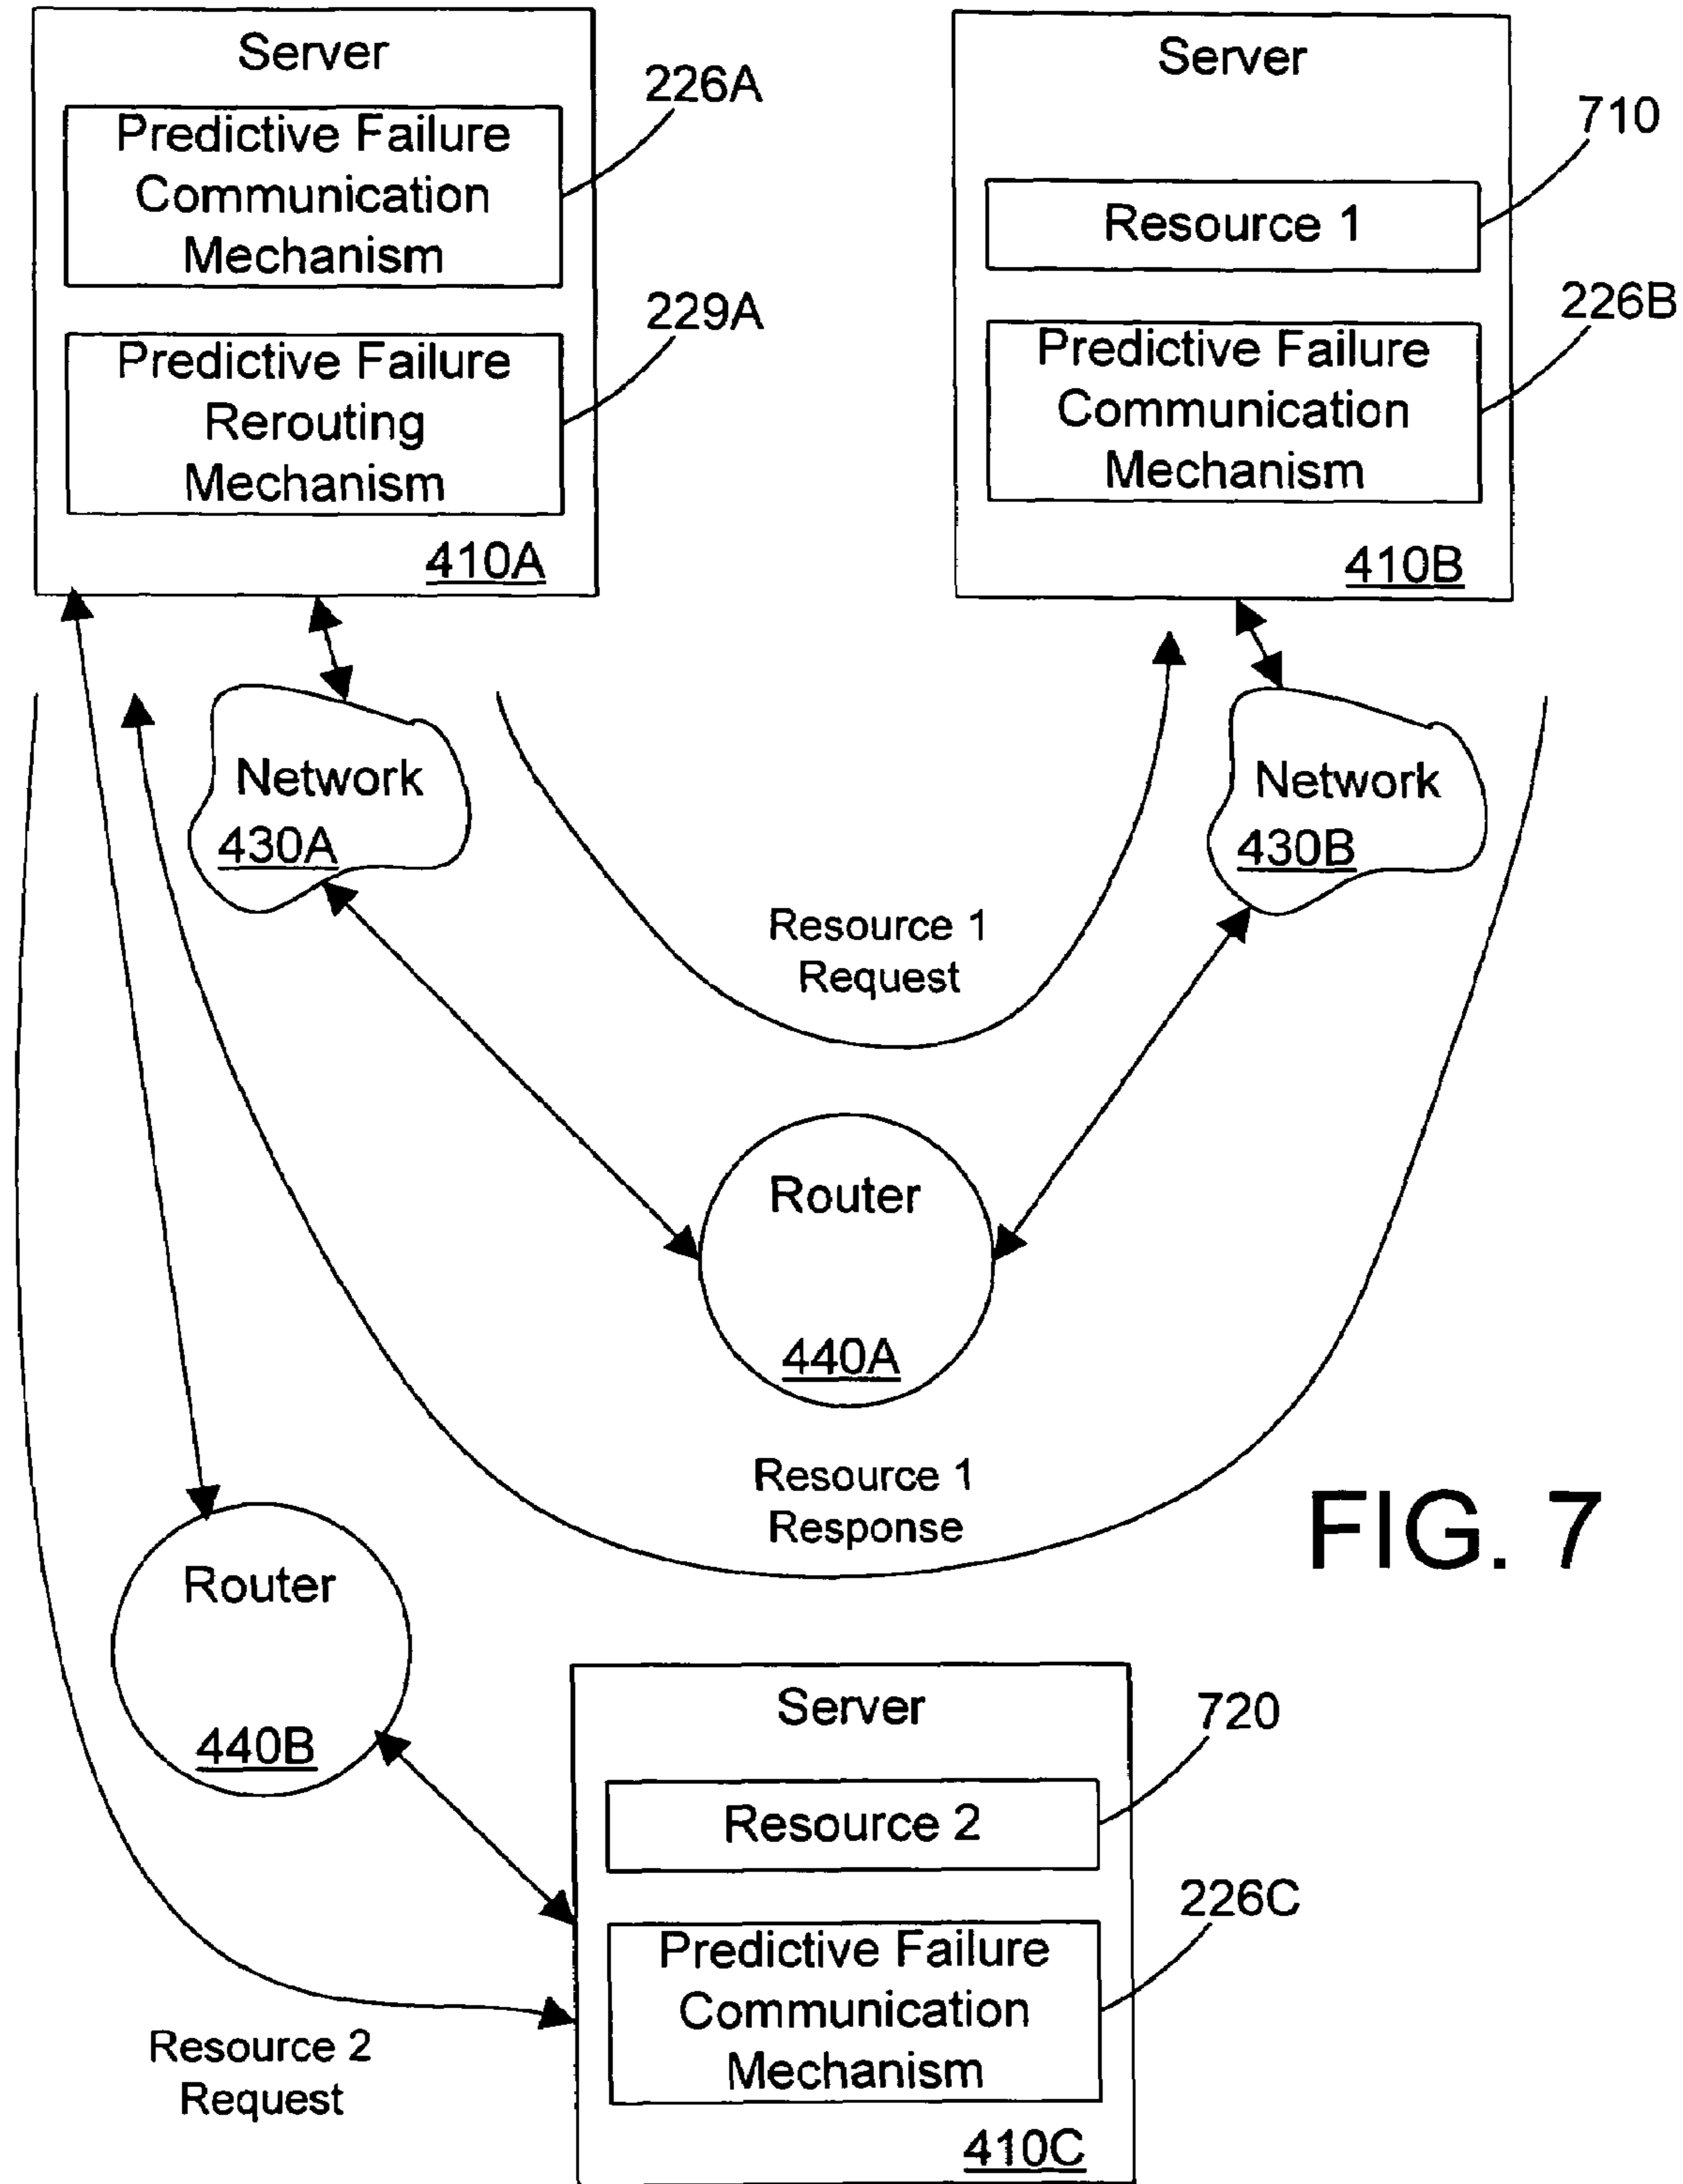 Server
Predictive Failure
Communication
Mechanism
226A
Predictive Failure
Rerouting
Mechanism
229A
410A
Server
Resource 1
710
Predictive Failure
Communication
Mechanism
226B
410B
Network
430A
Network
430B
Resource 1
Request
Router
440A
Resource 1
Response
FIG. 7
Router
440B
Server
Resource 2
720
Predictive Failure
Communication
Mechanism
226C
410C
Resource 2
Request